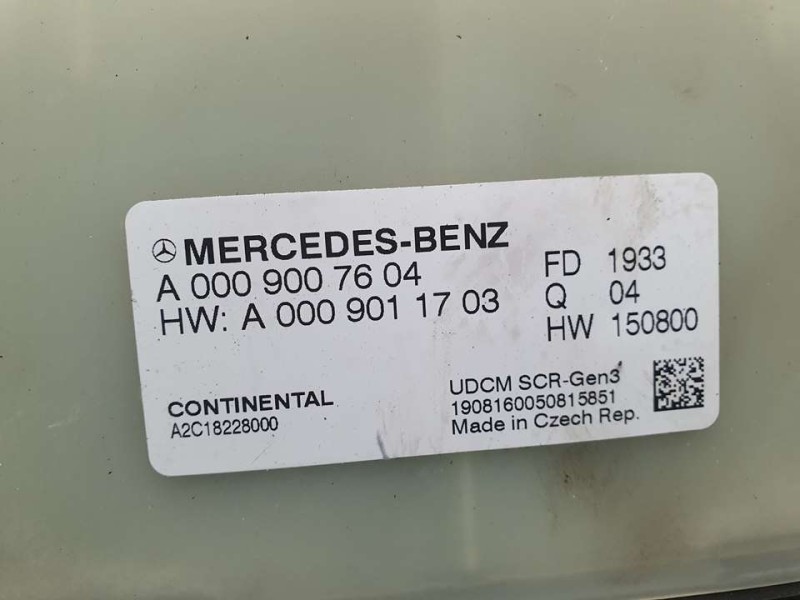 MERCEDES-BENZ
A 000 900 76 04
HW: A 000 901 17 03
FD 1933
Q 04
HW 150800
CONTINENTAL
A2C18228000
UDCM SCR-Gen3
1908160050815851
Made in Czech Rep.